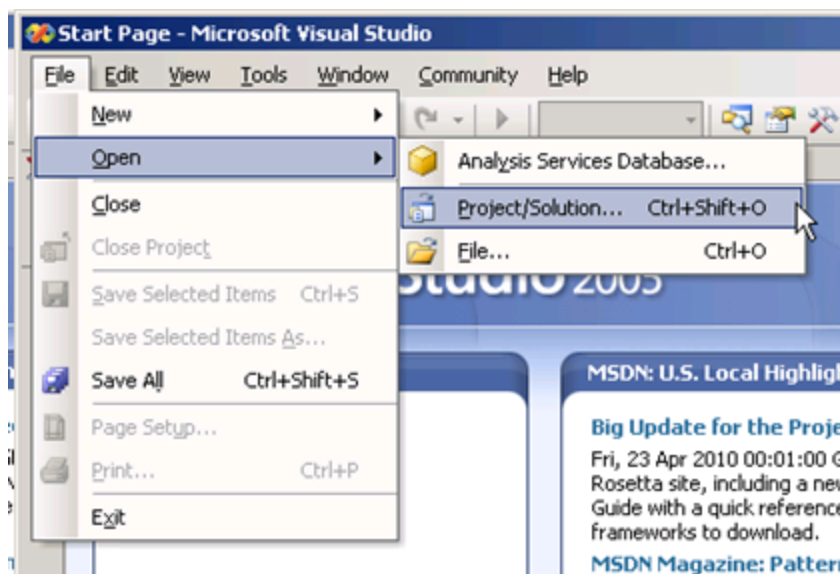 Start Page - Microsoft Visual Studio
File Edit View Tools Window Community Help
New
Open
Close
Close Project
Save Selected Items Ctrl+S
Save Selected Items As...
Save All Ctrl+Shift+S
Page Setup...
Print... Ctrl+P
Exit
Analysis Services Database...
Project/Solution... Ctrl+Shift+O
File... Ctrl+O
Studio 2005
MSDN: U.S. Local Highligh
Big Update for the Proje
Fri, 23 Apr 2010 00:01:00 G
Rosetta site, including a new
Guide with a quick reference
frameworks to download.
MSDN Magazine: Pattern